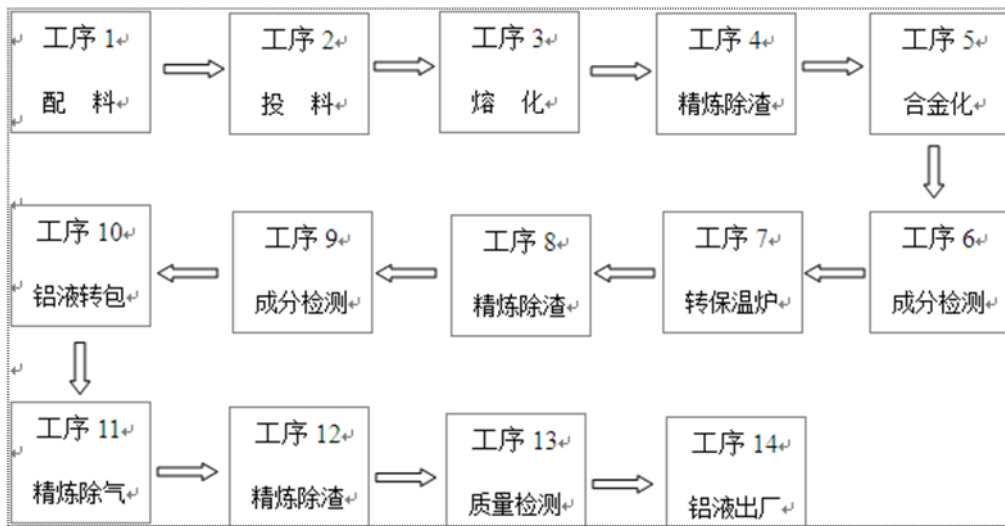 工序 1
配 料
工序 2
投 料
工序 3
熔 化
工序 4
精炼除渣
工序 5
合金化
工序 6
成分检测
工序 7
转保温炉
工序 8
精炼除渣
工序 9
成分检测
工序 10
铝液转包
工序 11
精炼除气
工序 12
精炼除渣
工序 13
质量检测
工序 14
铝液出厂